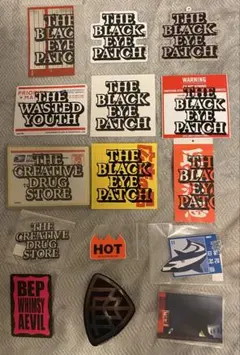 THE
BLACK
EYE
PATCH
THE
BLACK
EYE
PATCH
THE
BLACK
EYE
PATCH
THE
WASTED
YOUTH
THE
BLACK
EYE
PATCH
WARNING
THE
BLACK
EYE
PATCH
THE
CREATIVE
DRUG
STORE
THE
BLACK
EYE
PATCH
THE
BLACK
EYE
PATCH
THE
CREATIVE
DRUG
STORE
HOT
BEP
WHIMSY
AEVIL